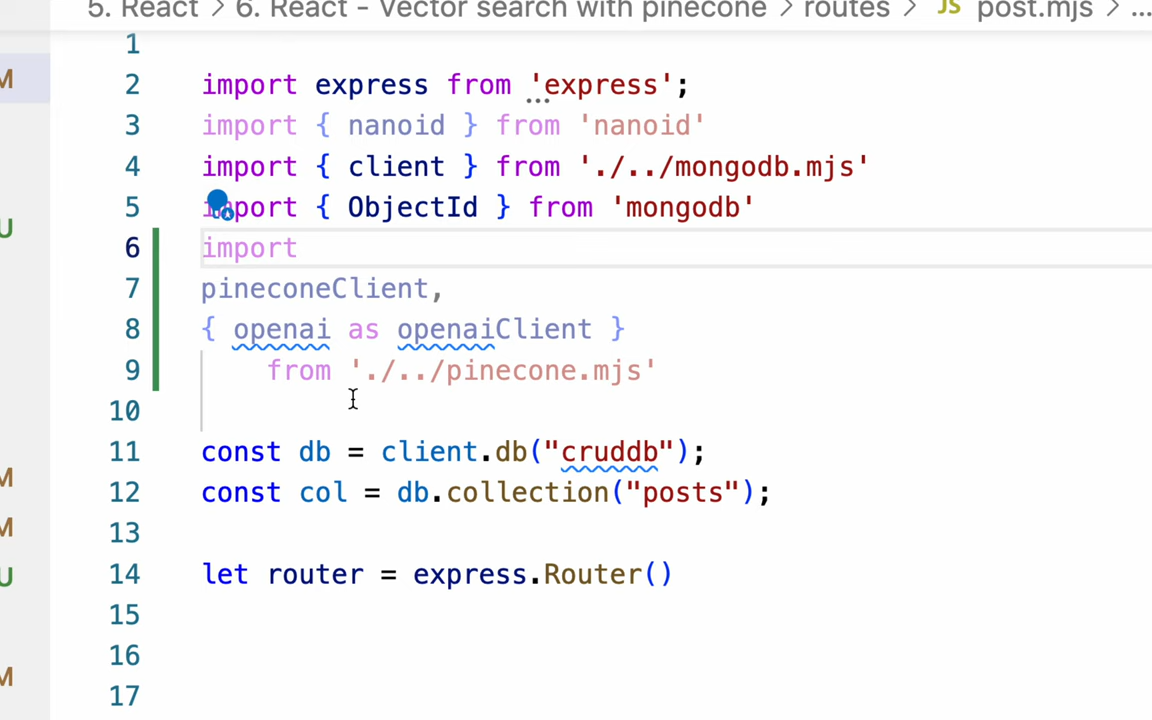 5. React > 6. React - Vector search with pinecone > routes > JS post.mjs > ...
1
2 import express from 'express';
3 import { nanoid } from 'nanoid'
4 import { client } from './../mongodb.mjs'
5 import { ObjectId } from 'mongodb'
6 import
7 pineconeClient,
8 { openai as openaiClient }
9 from './../pinecone.mjs'
10
11 const db = client.db("cruddb");
12 const col = db.collection("posts");
13
14 let router = express.Router()
15
16
17
M
U
M
M
U
M